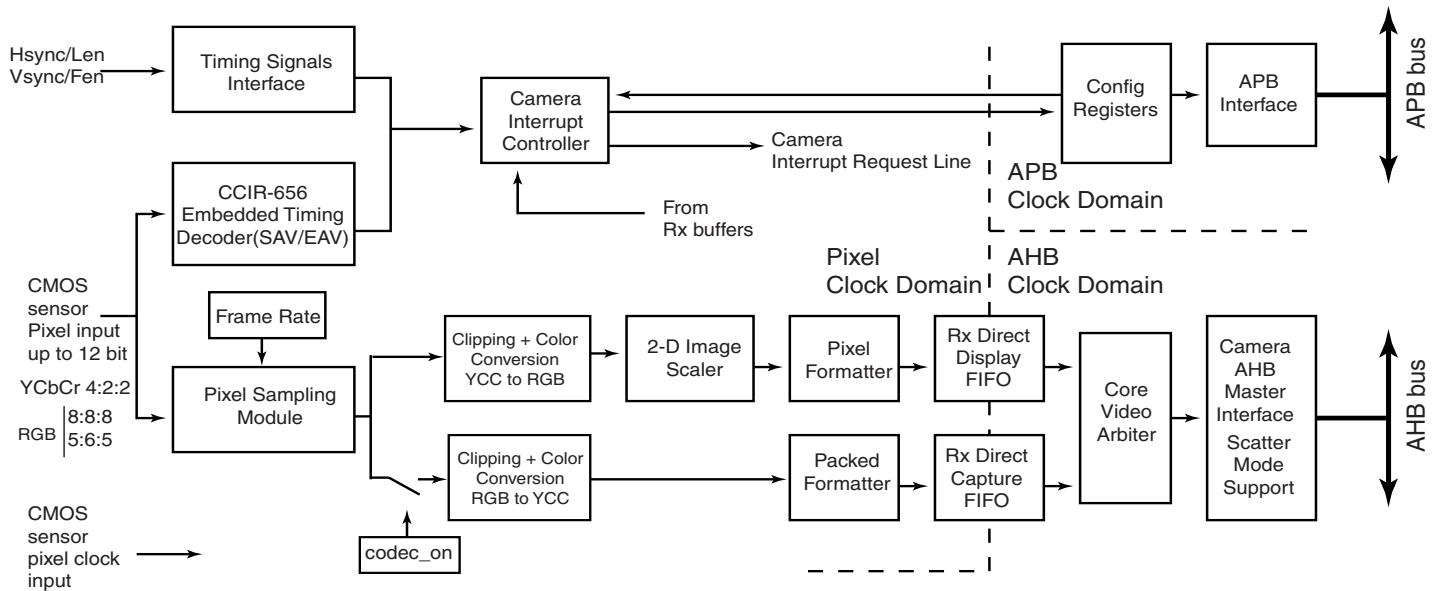 Hsync/Len
Vsync/Fen
Timing Signals
Interface
Camera
Interrupt
Controller
Config
Registers
APB
Interface
APB bus
Camera
Interrupt Request Line
CCIR-656
Embedded Timing
Decoder(SAV/EAV)
From
Rx buffers
APB
Clock Domain
Pixel
Clock Domain
AHB
Clock Domain
CMOS
sensor
Pixel input
up to 12 bit
YCbCr 4:2:2
RGB
8:8:8
5:6:5
Frame Rate
Pixel Sampling
Module
Clipping + Color
Conversion
YCC to RGB
2-D Image
Scaler
Pixel
Formatter
Rx Direct
Display
FIFO
Core
Video
Arbiter
Camera
AHB
Master
Interface
Scatter
Mode
Support
AHB bus
Clipping + Color
Conversion
RGB to YCC
Packed
Formatter
Rx Direct
Capture
FIFO
codec_on
CMOS
sensor
pixel clock
input